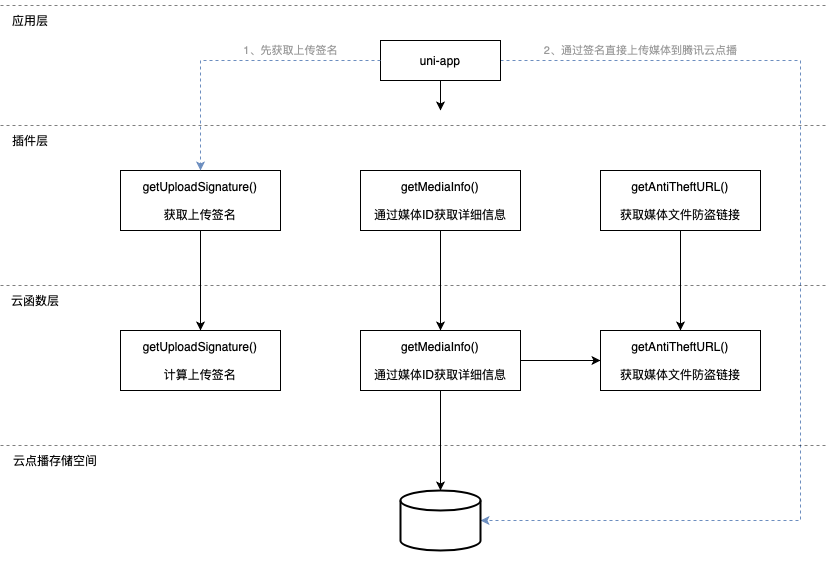 应用层
1、先获取上传签名
uni-app
2、通过签名直接上传媒体到腾讯云点播
插件层
getUploadSignature()
获取上传签名
getMediaInfo()
通过媒体ID获取详细信息
getAntiTheftURL()
获取媒体文件防盗链接
云函数层
getUploadSignature()
计算上传签名
getMediaInfo()
通过媒体ID获取详细信息
getAntiTheftURL()
获取媒体文件防盗链接
云点播存储空间